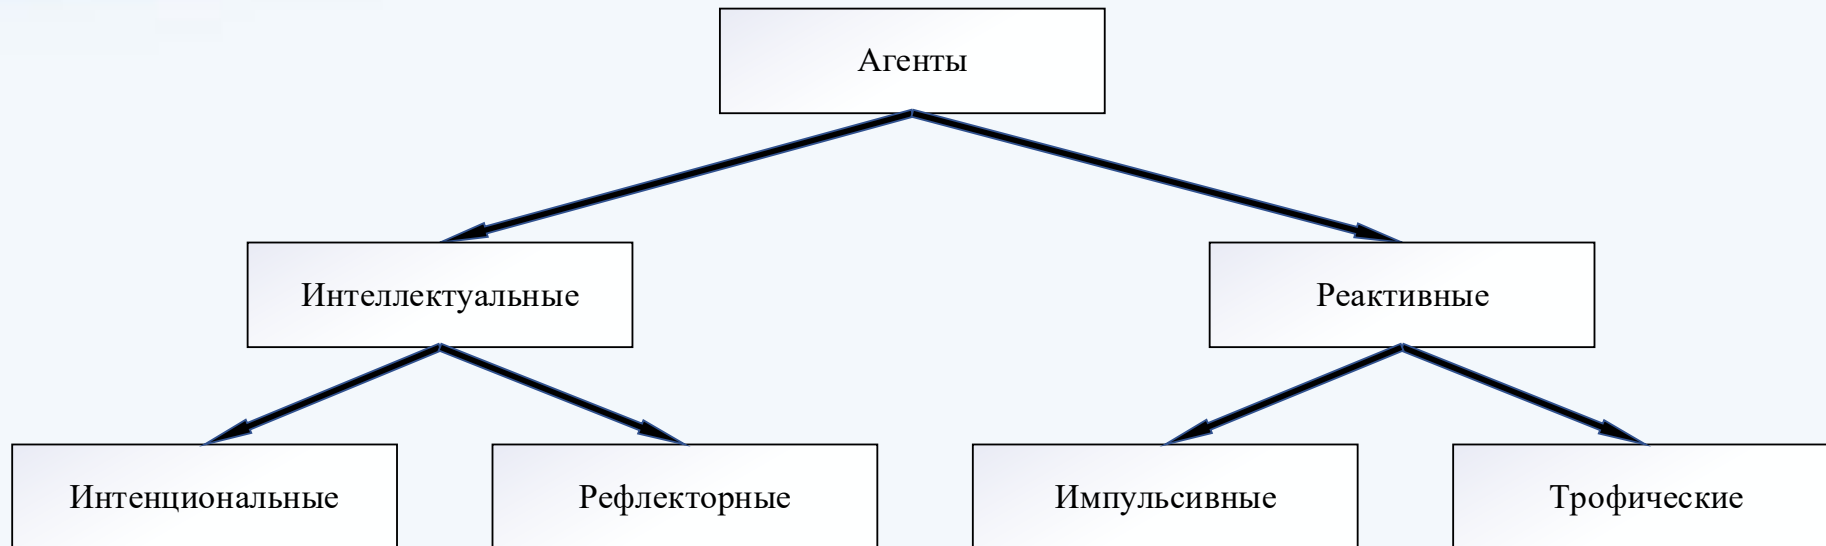 Агенты
Интеллектуальные
Реактивные
Интенциональные
Рефлекторные
Импульсивные
Трофические